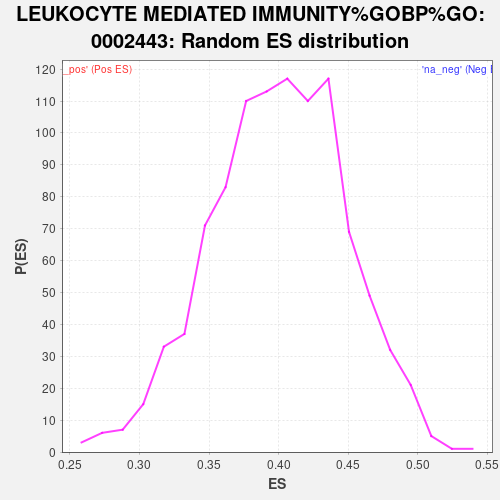 LEUKOCYTE MEDIATED IMMUNITY%GOBP%GO:
0002443: Random ES distribution
_pos' (Pos ES)
'na_neg' (Neg
120
110
100
90
80
70
60
50
40
30
20
10
0
P(ES)
0.25 0.30 0.35 0.40 0.45 0.50 0.55
ES